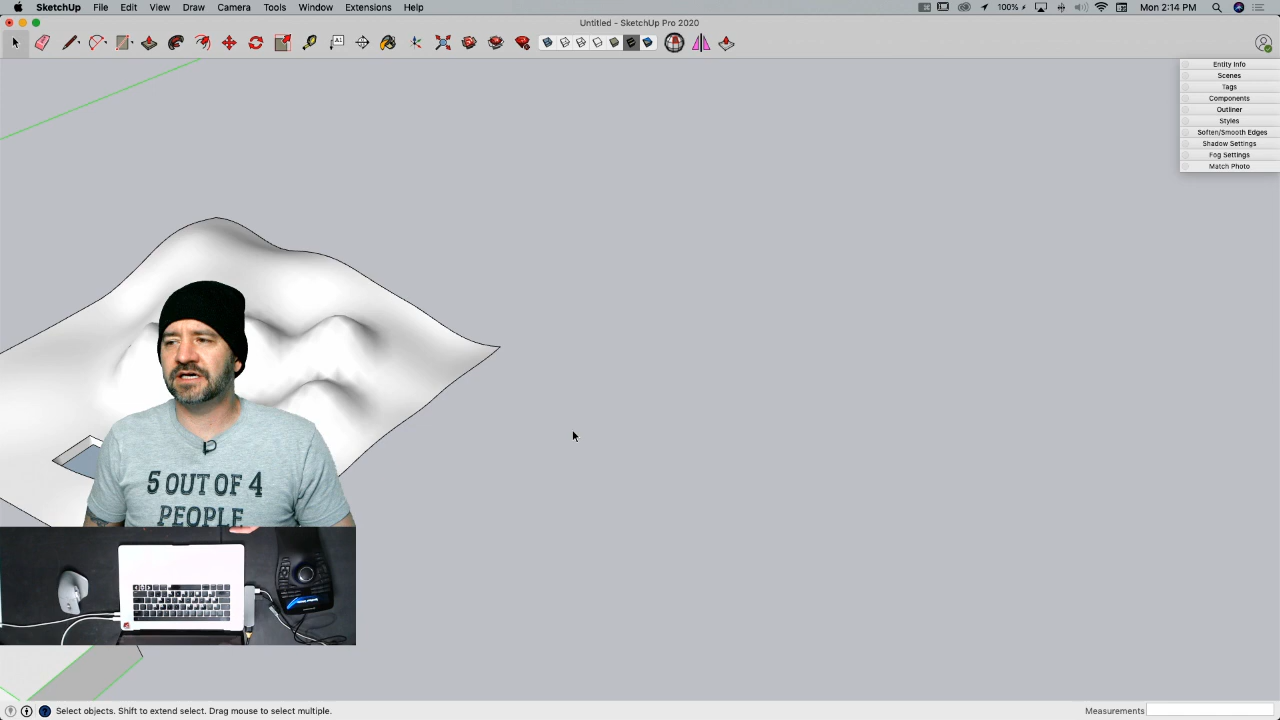 SketchUp File Edit View Draw Camera Tools Window Extensions Help 100% Mon 2:14 PM
Untitled - SketchUp Pro 2020
A1
Entity Info
Scenes
Tags
Components
Outliner
Styles
Soften/Smooth Edges
Shadow Settings
Fog Settings
Match Photo
5 OUT OF 4
PEOPLE
Select objects. Shift to extend select. Drag mouse to select multiple.
Measurements